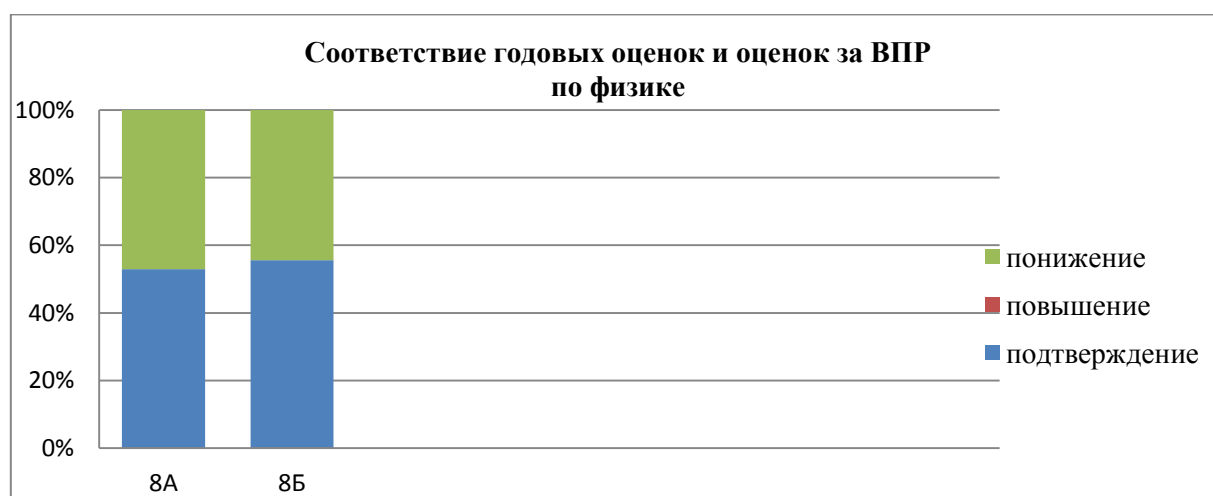 Соответствие годовых оценок и оценок за ВПР
по физике
100%
80%
60%
40%
20%
0%
8А
8Б
понижение
повышение
подтверждение